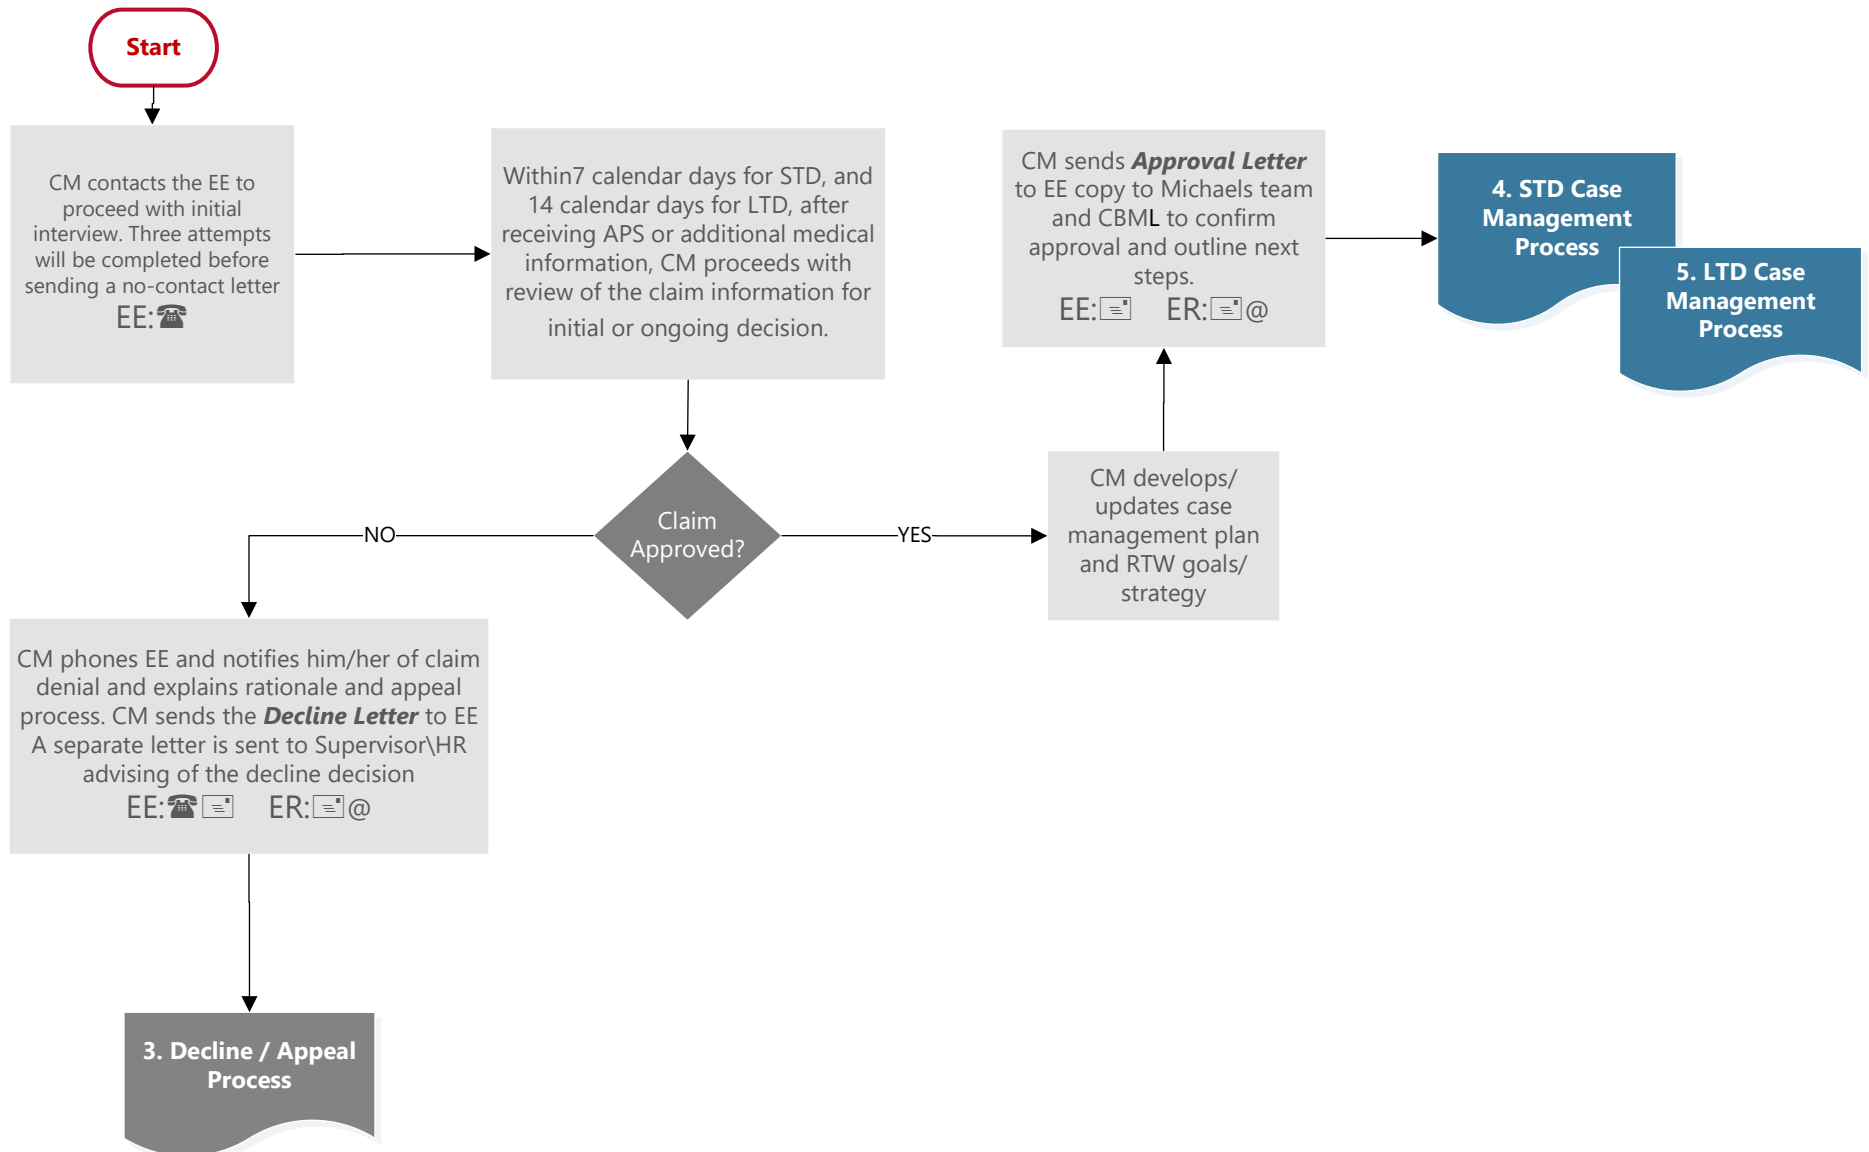 Start
CM contacts the EE to
proceed with initial
interview. Three attempts
will be completed before
sending a no-contact letter
EE:☎
Within7 calendar days for STD, and
14 calendar days for LTD, after
receiving APS or additional medical
information, CM proceeds with
review of the claim information for
initial or ongoing decision.
CM sends Approval Letter
to EE copy to Michaels team
and CBML to confirm
approval and outline next
steps.
EE: ER: @
4. STD Case
Management
Process
5. LTD Case
Management
Process
Claim
Approved?
NO
YES
CM develops/
updates case
management plan
and RTW goals/
strategy
CM phones EE and notifies him/her of claim
denial and explains rationale and appeal
process. CM sends the Decline Letter to EE
A separate letter is sent to Supervisor\HR
advising of the decline decision
EE:☎ ER: @
3. Decline / Appeal
Process